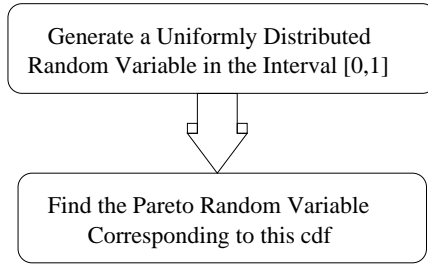 Generate a Uniformly Distributed
Random Variable in the Interval [0,1]
Find the Pareto Random Variable
Corresponding to this cdf